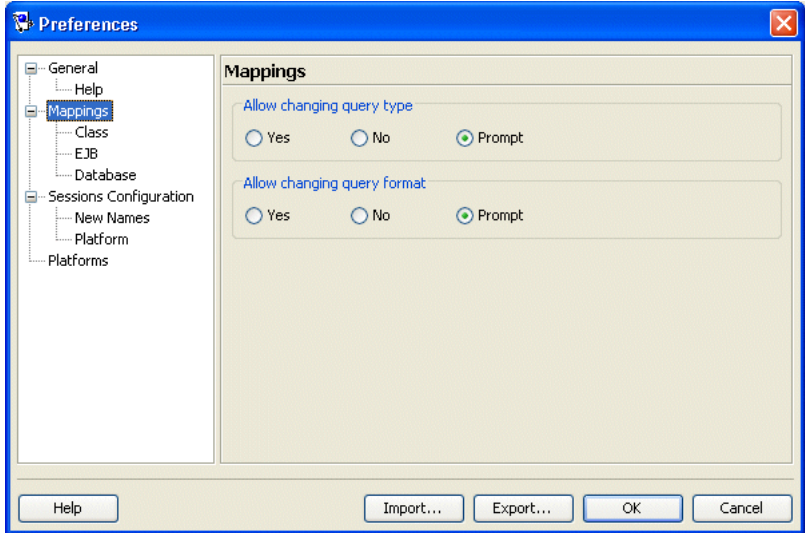 Preferences
General
Help
Mappings
Class
EJB
Database
Sessions Configuration
New Names
Platform
Platforms
Mappings
Allow changing query type
Yes No Prompt
Allow changing query format
Yes No Prompt
Help Import... Export... OK Cancel